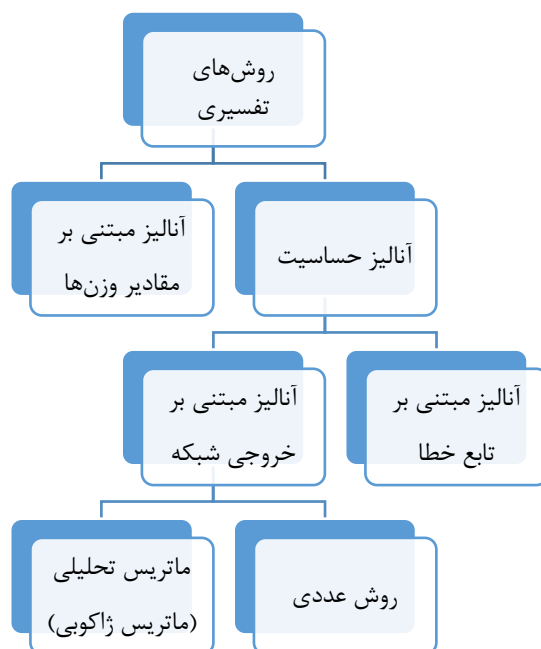 روش‌های
تفسیری
آنالیز حساسیت
آنالیز مبتنی بر
مقادیر وزن‌ها
آنالیز مبتنی بر
تابع خطا
آنالیز مبتنی بر
خروجی شبکه
روش عددی
ماتریس تحلیلی
(ماتریس ژاکوبی)